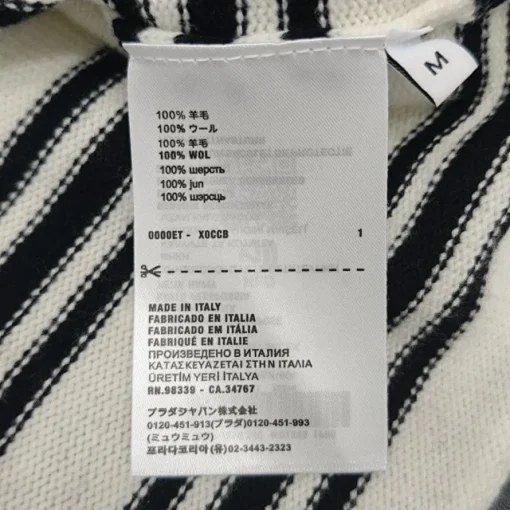 M
100% 羊毛
100% ウール
100% 羊毛
100% WOL
100% шерсть
100% jun
100% шэрсць
0000ET - X0CCB 1
MADE IN ITALY
FABRICADO EN ITALIA
FABRICADO EM ITÁLIA
FABRIQUÉ EN ITALIE
ПРОИЗВЕДЕНО В ИТАЛИЯ
ΚΑΤΑΣΚΕΥΑΖΕΤΑΙ ΣΤΗΝ ΙΤΑΛΙΑ
ÜRETİM YERİ İTALYA
RN.98339 - CA.34767
プラダジャパン株式会社
0120-451-913(プラダ)0120-451-993
(ミュウミュウ)
프라다코리아(유)02-3443-2323